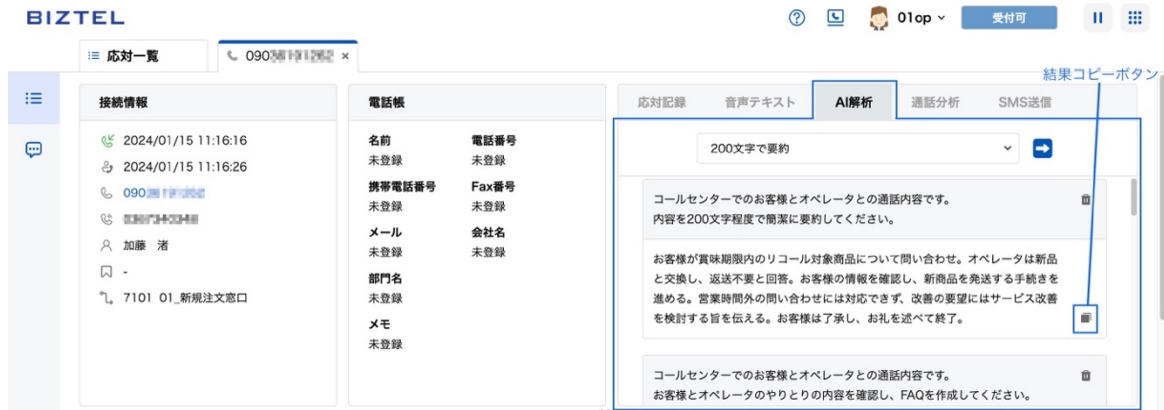 BIZTEL
01op
受付可
応対一覧
090
結果コピーボタン
接続情報
2024/01/15 11:16:16
2024/01/15 11:16:26
090
加藤 渚
-
7101 01_新規注文窓口
電話帳
名前 電話番号
未登録 未登録
携帯電話番号 Fax番号
未登録 未登録
メール 会社名
未登録 未登録
部門名
未登録
メモ
未登録
応対記録 音声テキスト AI解析 通話分析 SMS送信
200文字で要約
コールセンターでのお客様とオペレータとの通話内容です。
内容を200文字程度で簡潔に要約してください。
お客様が賞味期限内のリコール対象商品について問い合わせ。オペレータは新品
と交換し、返送不要と回答。お客様の情報を確認し、新商品を発送する手続きを
進める。営業時間外の問い合わせには対応できず、改善の要望にはサービス改善
を検討する旨を伝える。お客様は了承し、お礼を述べて終了。
コールセンターでのお客様とオペレータとの通話内容です。
お客様とオペレータのやりとりの内容を確認し、FAQを作成してください。